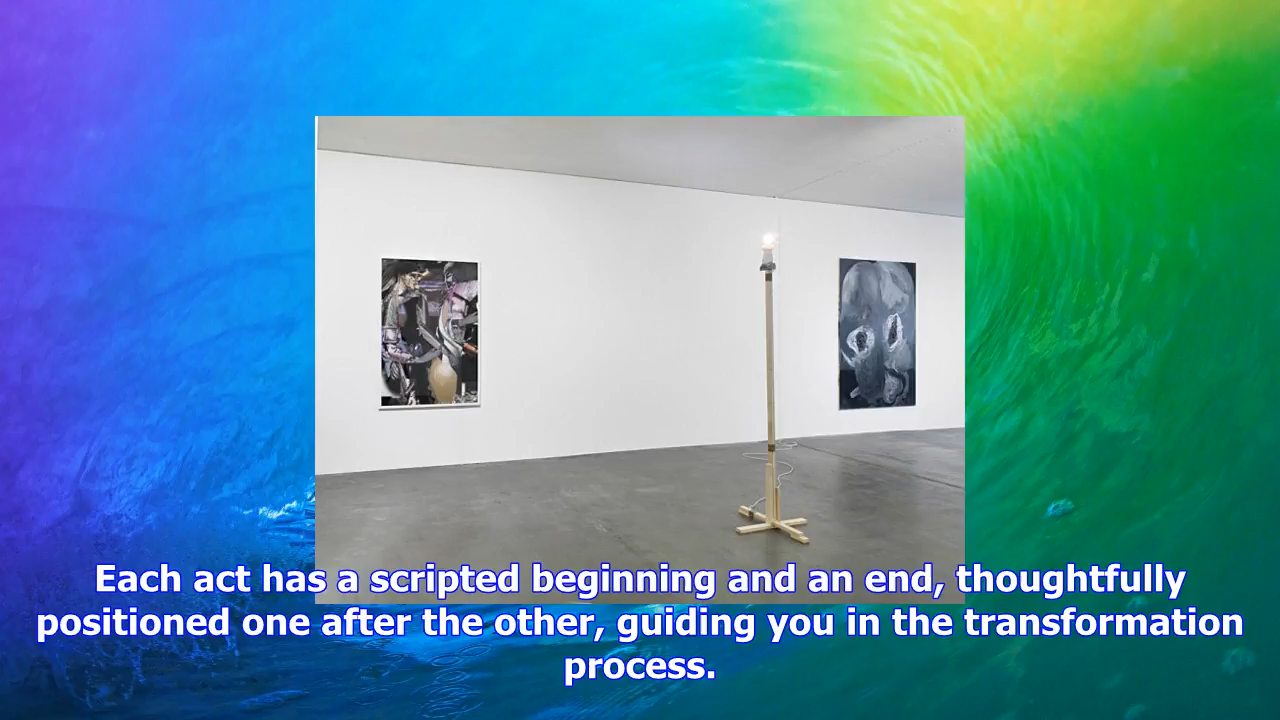 Each act has a scripted beginning and an end, thoughtfully
positioned one after the other, guiding you in the transformation
process.